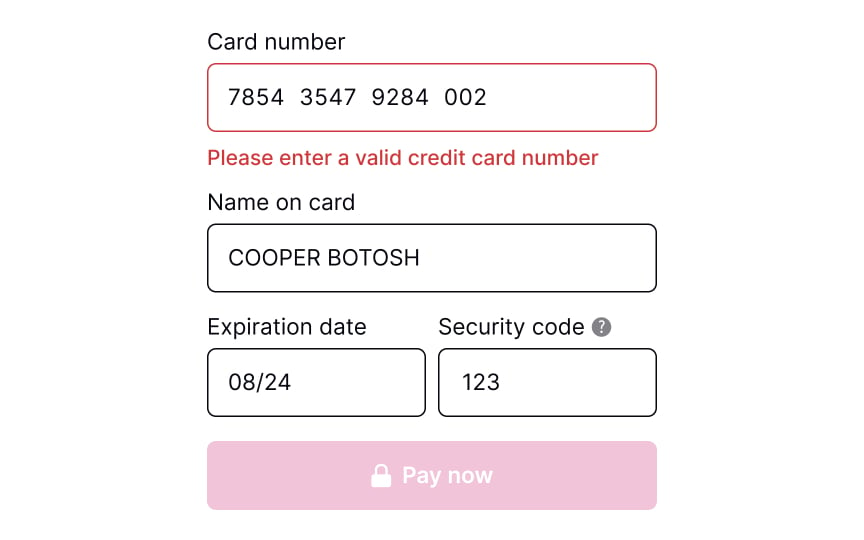 Card number
7854 3547 9284 002
Please enter a valid credit card number
Name on card
COOPER BOTOSH
Expiration date
Security code ?
08/24
123
Pay now